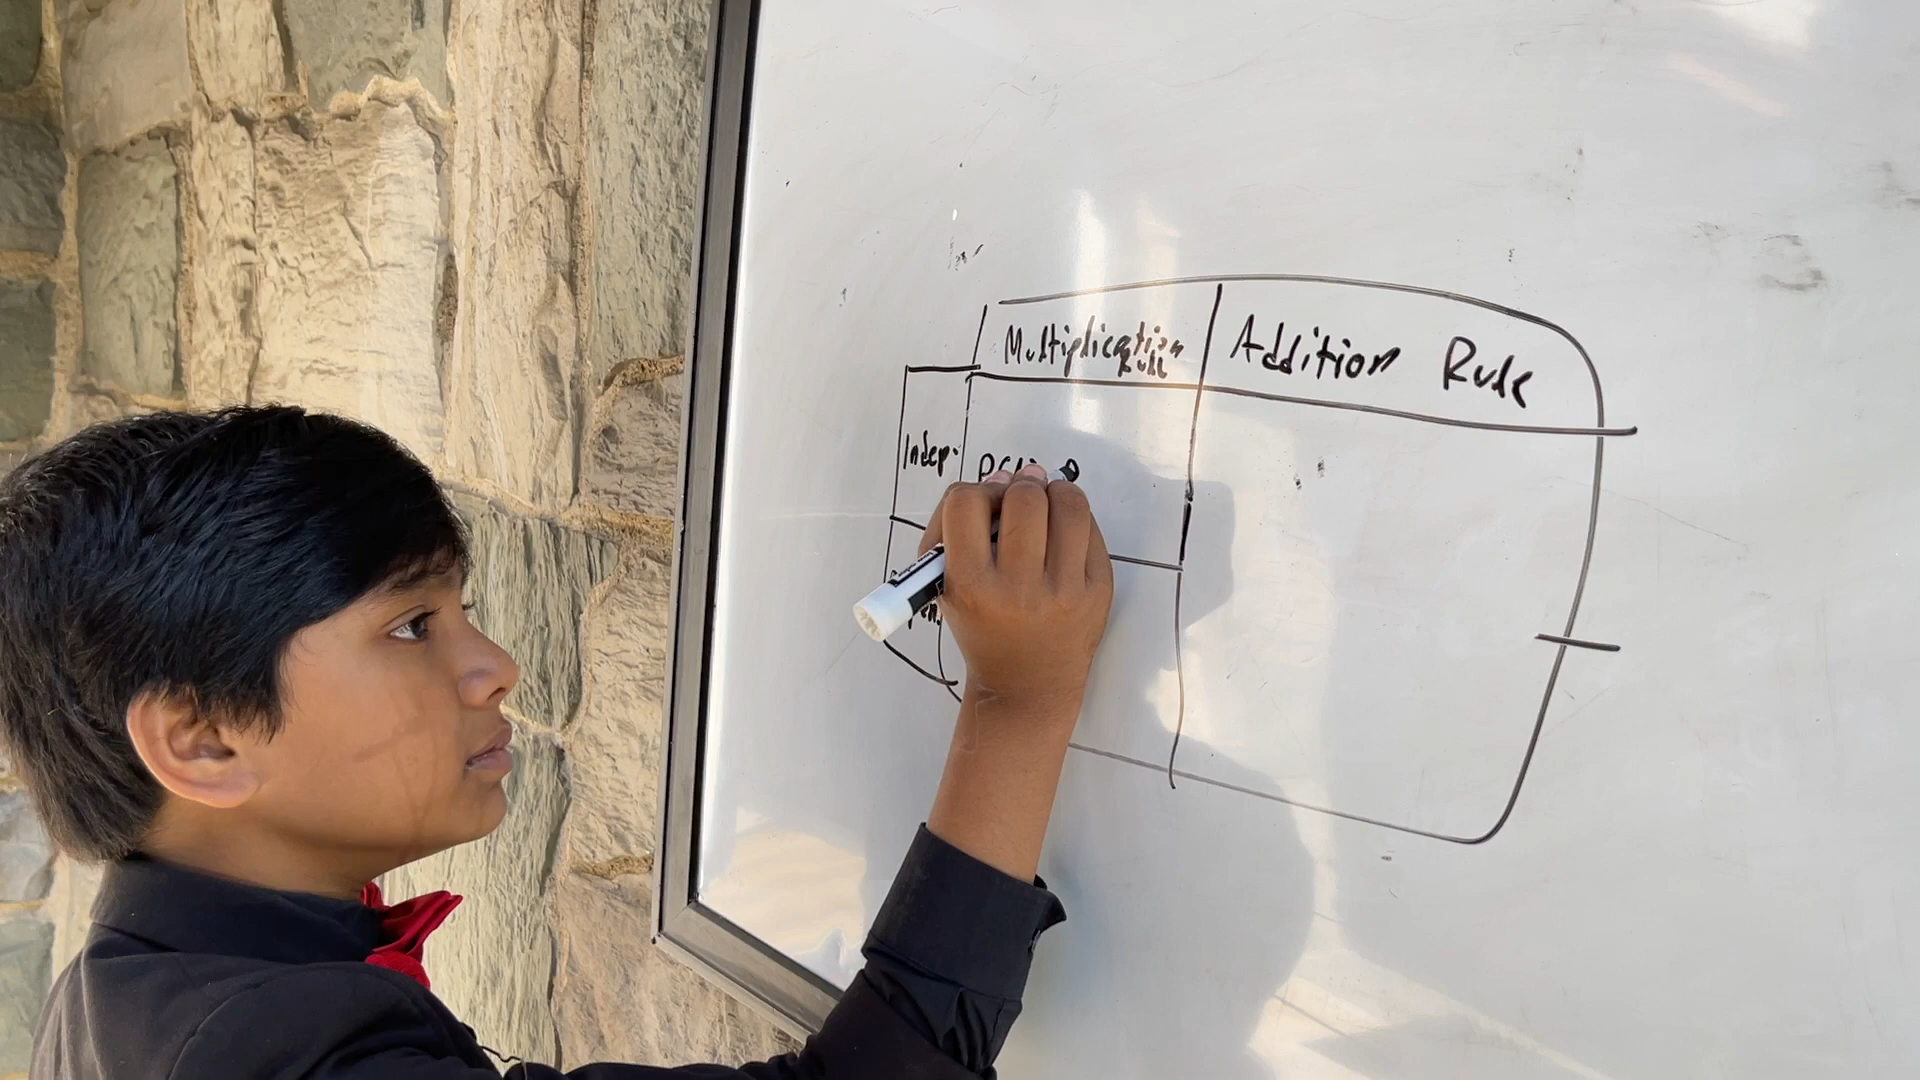 Multiplication
Rule
Addition Rule
Indep.